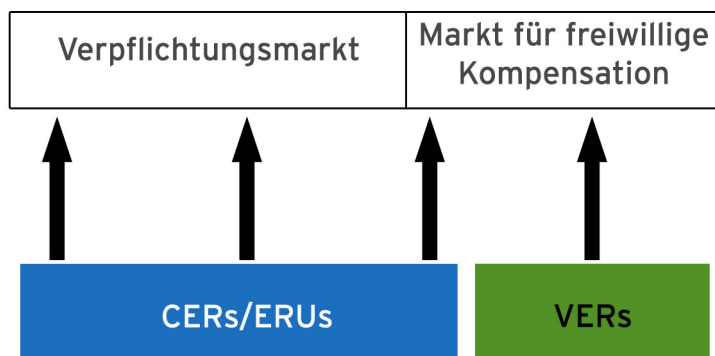 Verpflichtungsmarkt
Markt für freiwillige
Kompensation
CERs/ERUs
VERs